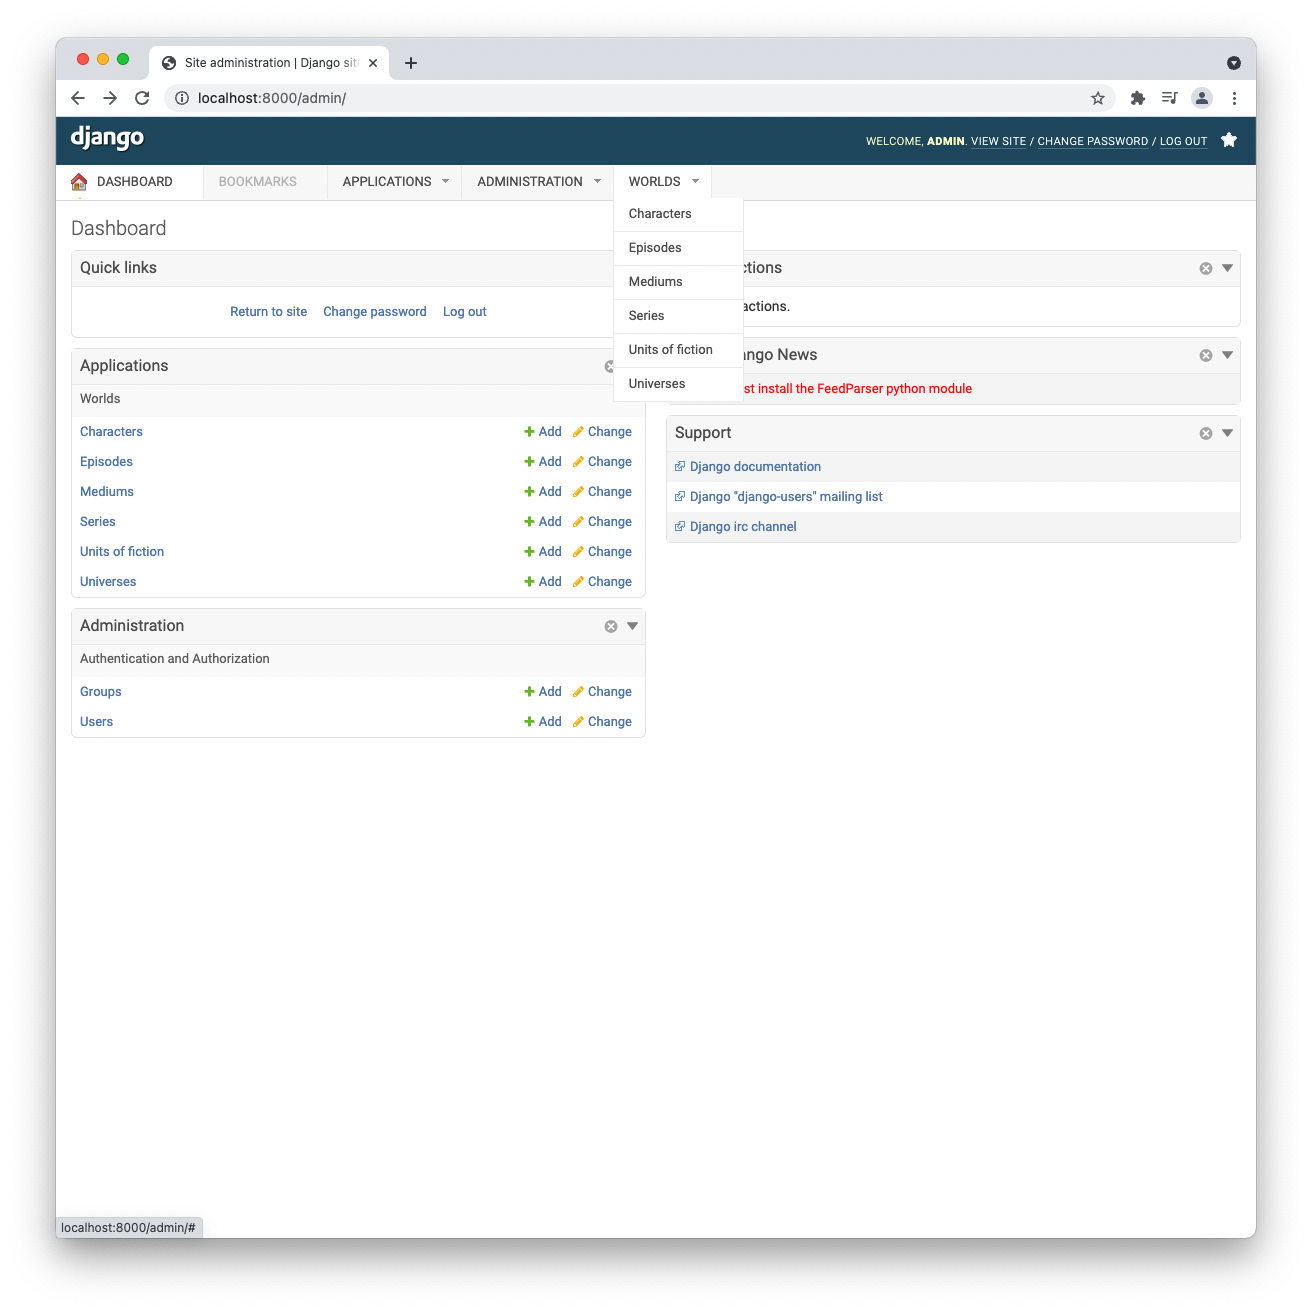 Site administration | Django sit
localhost:8000/admin/
django
WELCOME, ADMIN. VIEW SITE / CHANGE PASSWORD / LOG OUT
DASHBOARD
BOOKMARKS
APPLICATIONS
ADMINISTRATION
WORLDS
Characters
Episodes
Mediums
Series
Units of fiction
Universes
Dashboard
Quick links
Return to site
Change password
Log out
Applications
Worlds
Characters Add Change
Episodes Add Change
Mediums Add Change
Series Add Change
Units of fiction Add Change
Universes Add Change
Administration
Authentication and Authorization
Groups Add Change
Users Add Change
ctions
actions.
ango News
st install the FeedParser python module
Support
Django documentation
Django "django-users" mailing list
Django irc channel
localhost:8000/admin/#